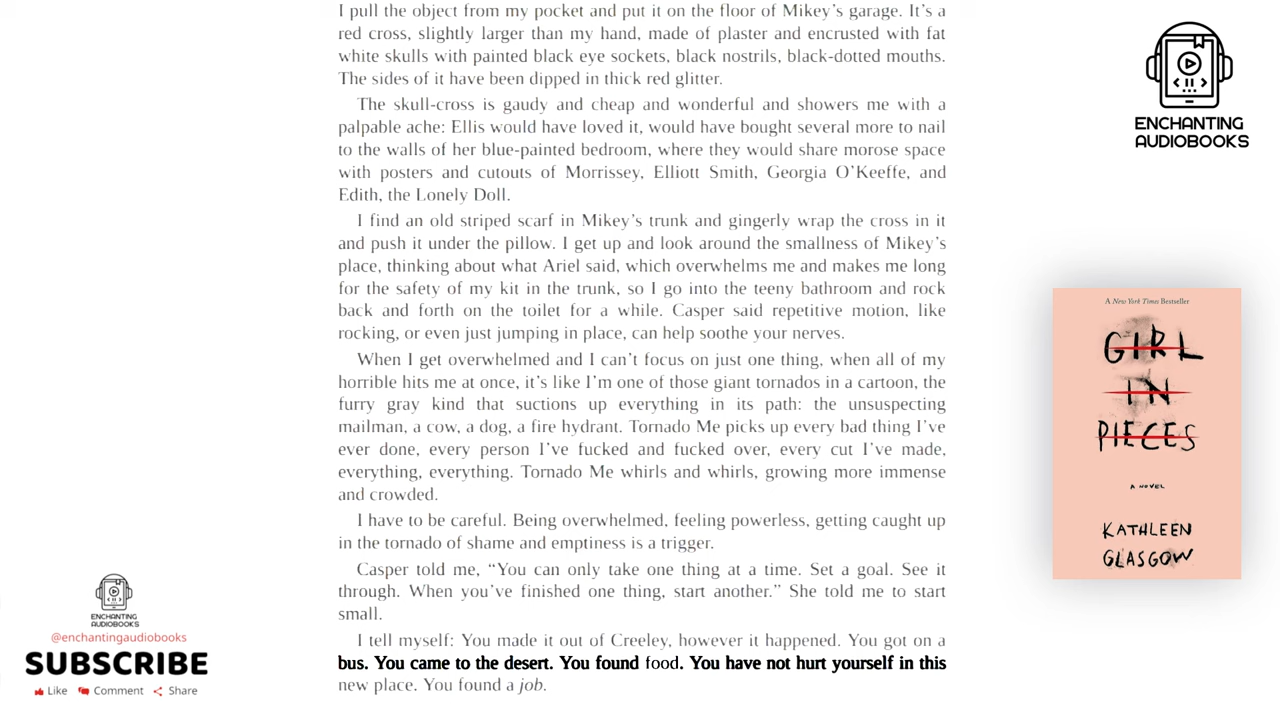 I pull the object from my pocket and put it on the floor of Mikey's garage. It's a
red cross, slightly larger than my hand, made of plaster and encrusted with fat
white skulls with painted black eye sockets, black nostrils, black-dotted mouths.
The sides of it have been dipped in thick red glitter.
The skull-cross is gaudy and cheap and wonderful and showers me with a
palpable ache: Ellis would have loved it, would have bought several more to nail
to the walls of her blue-painted bedroom, where they would share morose space
with posters and cutouts of Morrissey, Elliott Smith, Georgia O'Keeffe, and
Edith, the Lonely Doll.
I find an old striped scarf in Mikey's trunk and gingerly wrap the cross in it
and push it under the pillow. I get up and look around the smallness of Mikey's
place, thinking about what Ariel said, which overwhelms me and makes me long
for the safety of my kit in the trunk, so I go into the teeny bathroom and rock
back and forth on the toilet for a while. Casper said repetitive motion, like
rocking, or even just jumping in place, can help soothe your nerves.
When I get overwhelmed and I can't focus on just one thing, when all of my
horrible hits me at once, it's like I'm one of those giant tornados in a cartoon, the
furry gray kind that suctions up everything in its path: the unsuspecting
mailman, a cow, a dog, a fire hydrant. Tornado Me picks up every bad thing I've
ever done, every person I've fucked and fucked over, every cut I've made,
everything, everything. Tornado Me whirls and whirls, growing more immense
and crowded.
I have to be careful. Being overwhelmed, feeling powerless, getting caught up
in the tornado of shame and emptiness is a trigger.
Casper told me, “You can only take one thing at a time. Set a goal. See it
through. When you've finished one thing, start another.” She told me to start
small.
I tell myself: You made it out of Creeley, however it happened. You got on a
bus. You came to the desert. You found food. You have not hurt yourself in this
new place. You found a job.
ENCHANTING
AUDIOBOOKS
A New York Times Bestseller
GIRL
IN
PIECES
A NOVEL
KATHLEEN
GLASGOW
ENCHANTING
AUDIOBOOKS
@enchantingaudiobooks
SUBSCRIBE
Like Comment Share